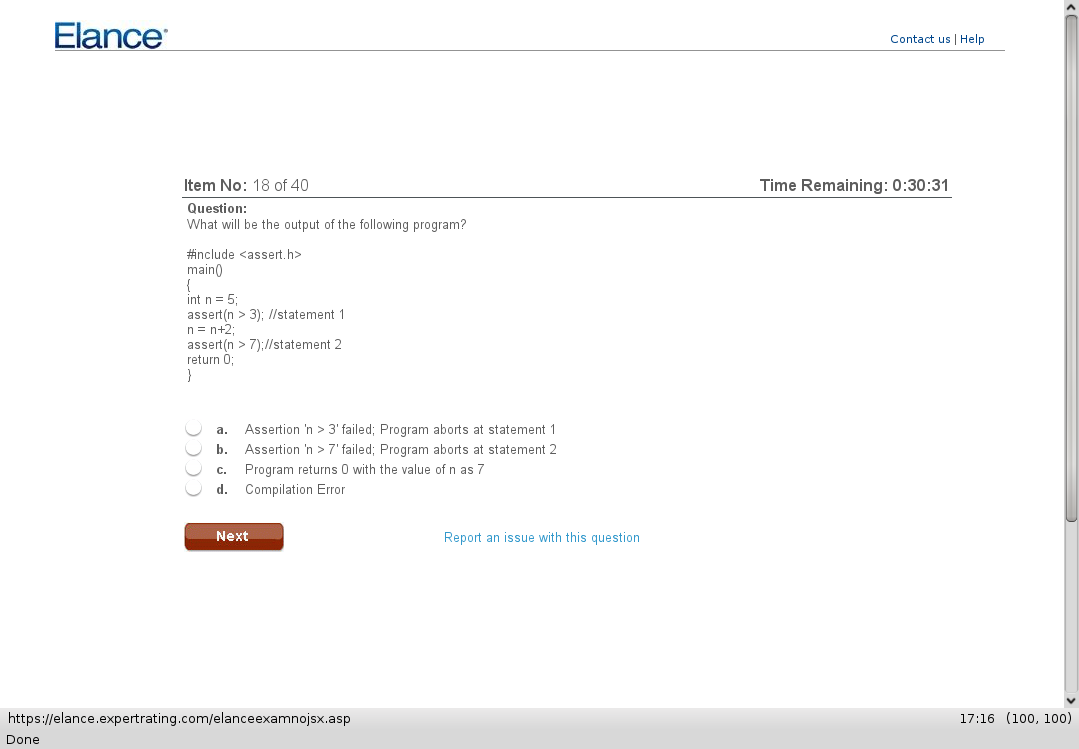 Elance
Contact us | Help
Item No: 18 of 40 Time Remaining: 0:30:31
Question:
What will be the output of the following program?
#include <assert.h>
main()
{
int n = 5;
assert(n > 3); //statement 1
n = n+2;
assert(n > 7);//statement 2
return 0;
}
a. Assertion 'n > 3' failed; Program aborts at statement 1
b. Assertion 'n > 7' failed; Program aborts at statement 2
c. Program returns 0 with the value of n as 7
d. Compilation Error
Next Report an issue with this question
https://elance.expertrating.com/elanceexamnojsx.asp 17:16 (100, 100)
Done